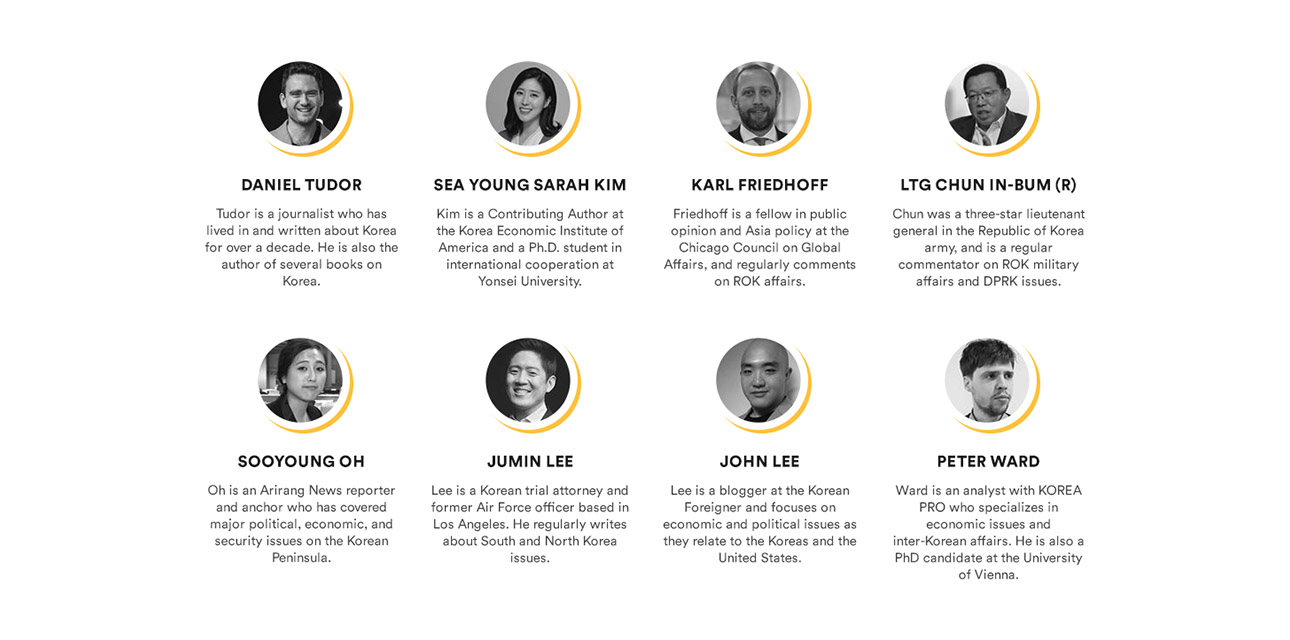 DANIEL TUDOR
Tudor is a journalist who has
lived in and written about Korea
for over a decade. He is also the
author of several books on
Korea.
SEA YOUNG SARAH KIM
Kim is a Contributing Author at
the Korea Economic Institute of
America and a Ph.D. student in
international cooperation at
Yonsei University.
KARL FRIEDHOFF
Friedhoff is a fellow in public
opinion and Asia policy at the
Chicago Council on Global
Affairs, and regularly comments
on ROK affairs.
LTG CHUN IN-BUM (R)
Chun was a three-star lieutenant
general in the Republic of Korea
army, and is a regular
commentator on ROK military
affairs and DPRK issues.
SOOYOUNG OH
Oh is an Arirang News reporter
and anchor who has covered
major political, economic, and
security issues on the Korean
Peninsula.
JUMIN LEE
Lee is a Korean trial attorney and
former Air Force officer based in
Los Angeles. He regularly writes
about South and North Korea
issues.
JOHN LEE
Lee is a blogger at the Korean
Foreigner and focuses on
economic and political issues as
they relate to the Koreas and the
United States.
PETER WARD
Ward is an analyst with KOREA
PRO who specializes in
economic issues and
inter-Korean affairs. He is also a
PhD candidate at the University
of Vienna.